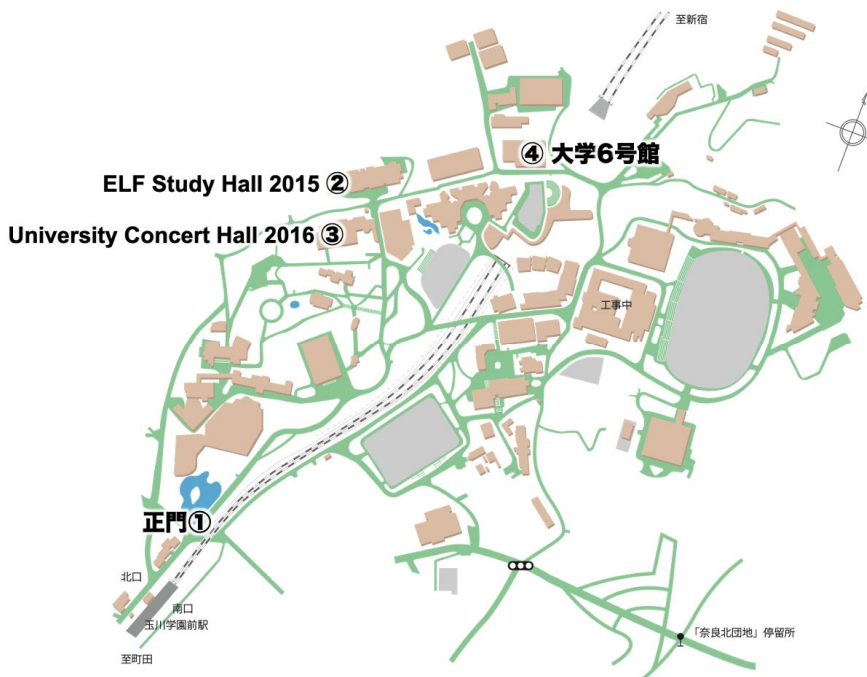 至新宿
④ 大学6号館
ELF Study Hall 2015 ②
University Concert Hall 2016 ③
工事中
正門①
北口
南口
玉川学園前駅
至町田
「奈良北団地」停留所